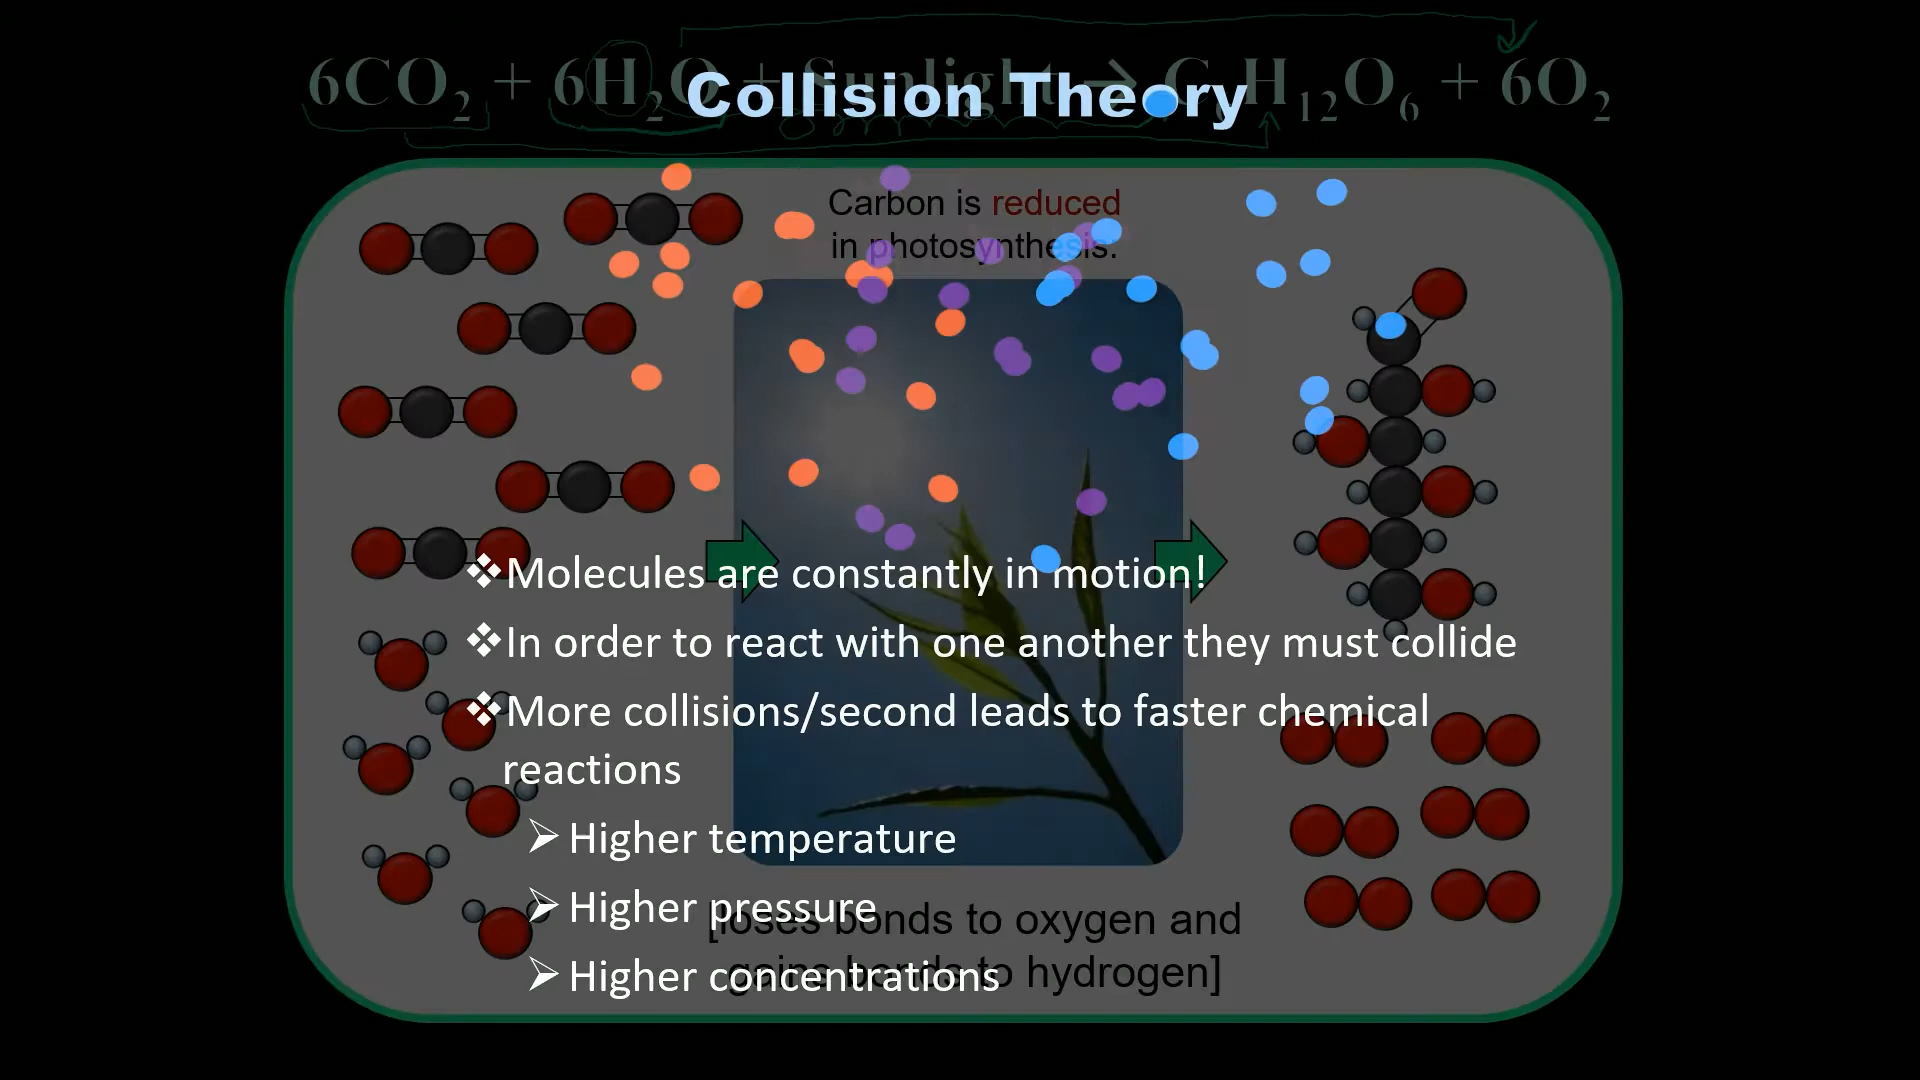 6CO₂ + 6H₂O + Sunlight → C₆H₁₂O₆ + 6O₂
Collision Theory
Carbon is reduced
in photosynthesis.
❖Molecules are constantly in motion!
❖In order to react with one another they must collide
❖More collisions/second leads to faster chemical
reactions
➢ Higher temperature
➢ Higher pressure
[loses bonds to oxygen and
➢ Higher concentrations
gains bonds to hydrogen]